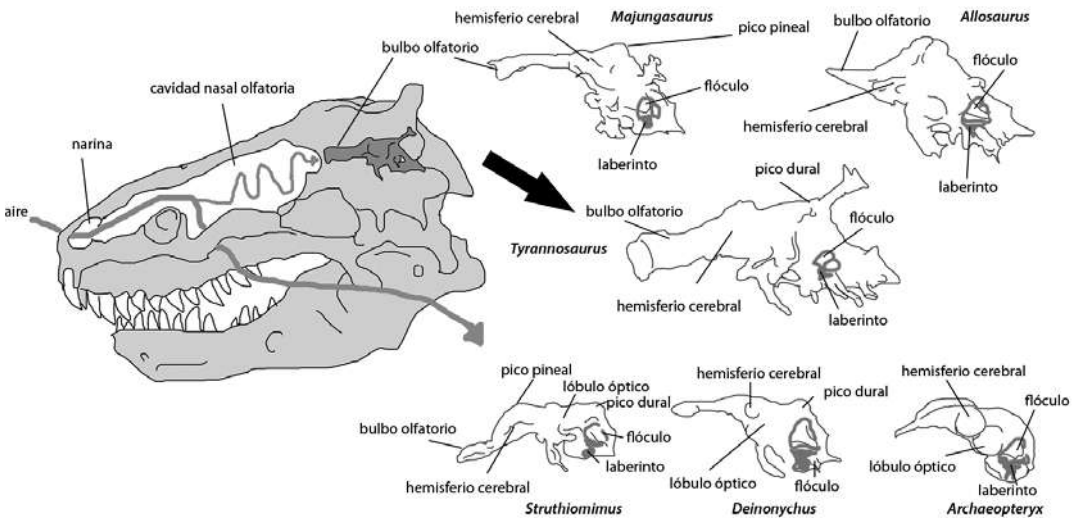 bulbo olfatorio
cavidad nasal olfatoria
narina
aire
hemisferio cerebral
Majungasaurus
pico pineal
flóculo
laberinto
bulbo olfatorio
Allosaurus
flóculo
hemisferio cerebral
laberinto
pico dural
bulbo olfatorio
flóculo
Tyrannosaurus
hemisferio cerebral
laberinto
pico pineal
lóbulo óptico
pico dural
bulbo olfatorio
flóculo
laberinto
hemisferio cerebral
Struthiomimus
hemisferio cerebral
pico dural
lóbulo óptico
flóculo
Deinonychus
hemisferio cerebral
flóculo
lóbulo óptico
laberinto
Archaeopteryx